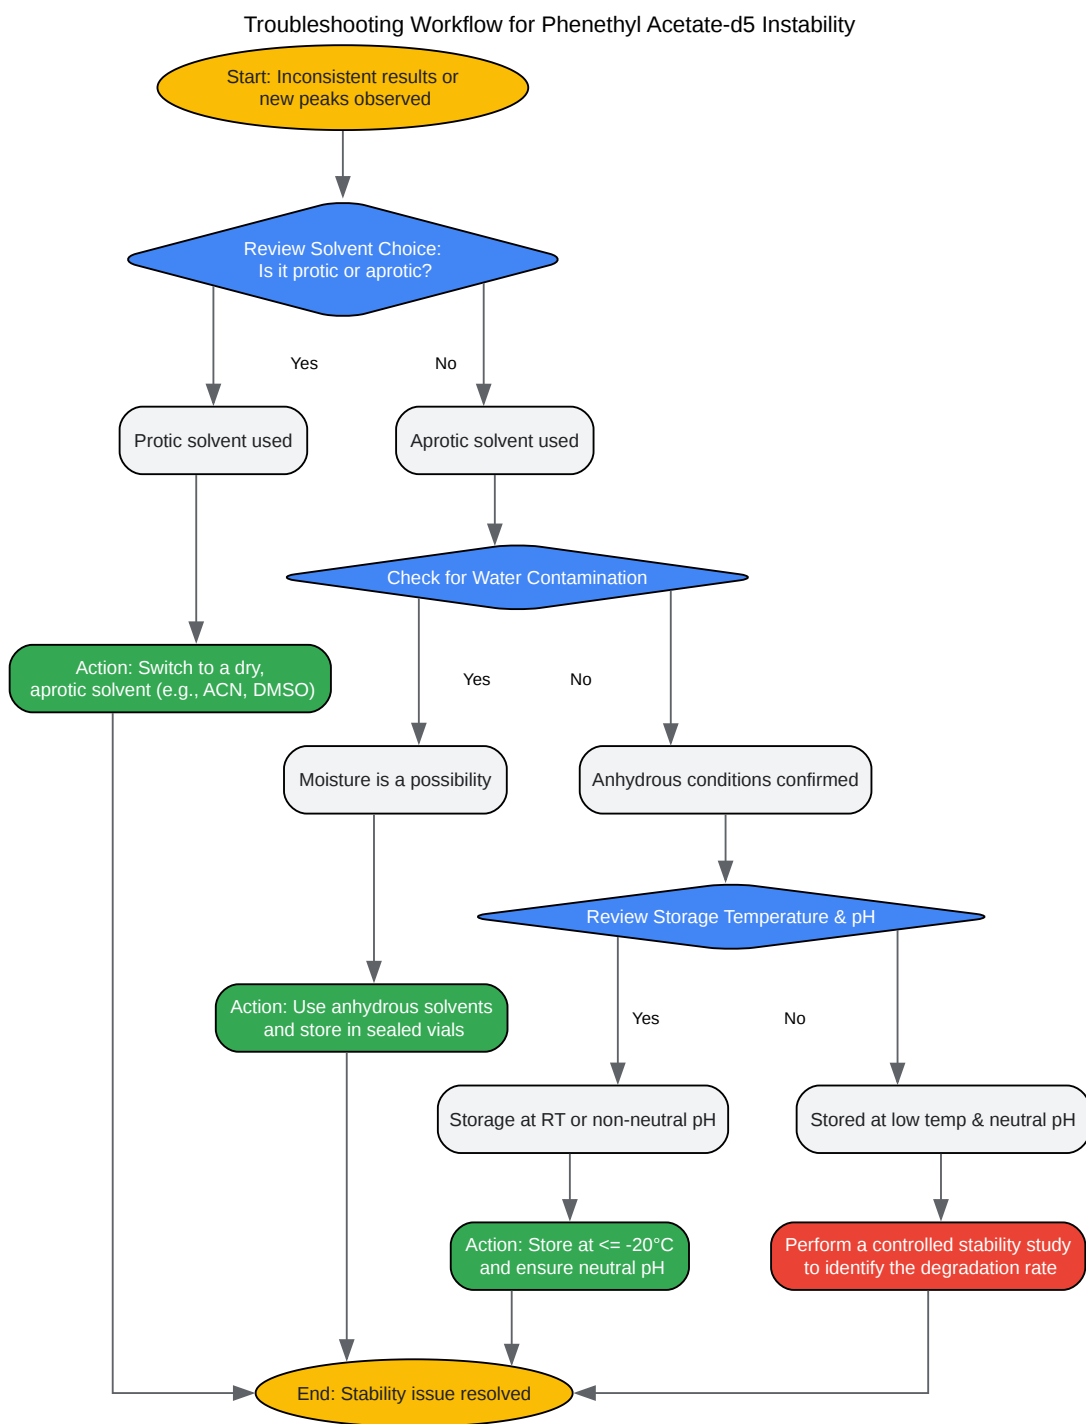 Troubleshooting Workflow for Phenethyl Acetate-d5 Instability
Start: Inconsistent results or
new peaks observed
Review Solvent Choice:
Is it protic or aprotic?
Yes
No
Protic solvent used
Aprotic solvent used
Check for Water Contamination
Action: Switch to a dry,
aprotic solvent (e.g., ACN, DMSO)
Yes
No
Moisture is a possibility
Anhydrous conditions confirmed
Review Storage Temperature & pH
Action: Use anhydrous solvents
and store in sealed vials
Yes
No
Storage at RT or non-neutral pH
Stored at low temp & neutral pH
Action: Store at <= -20°C
and ensure neutral pH
Perform a controlled stability study
to identify the degradation rate
End: Stability issue resolved